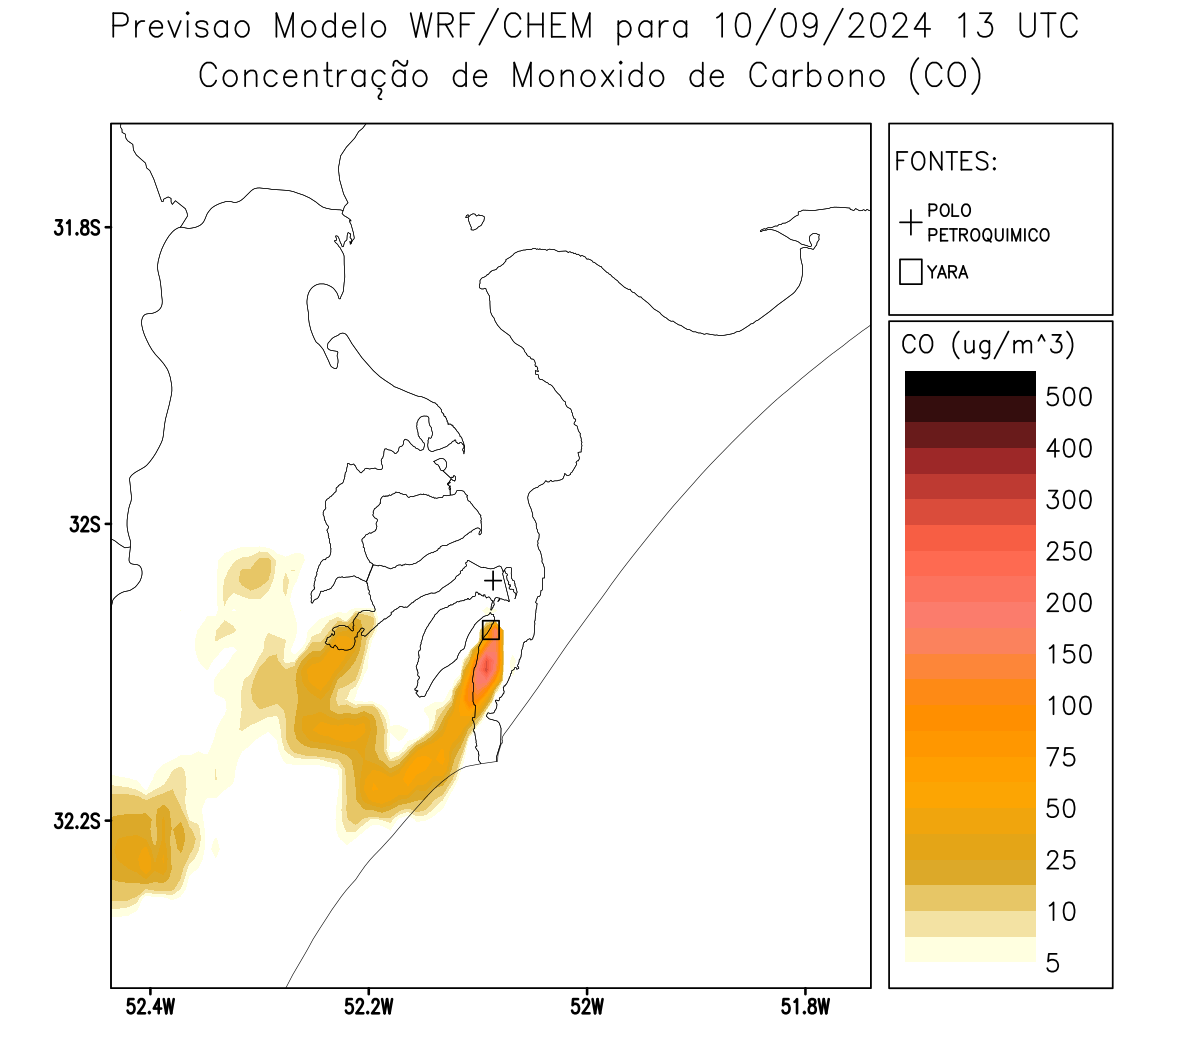 Previsao Modelo WRF/CHEM para 10/09/2024 13 UTC
Concentração de Monoxido de Carbono (CO)
FONTES:
POLO
PETROQUIMICO
YARA
CO (ug/m^3)
500
400
300
250
200
150
100
75
50
25
10
5
31.8S
32S
32.2S
52.4W
52.2W
52W
51.8W